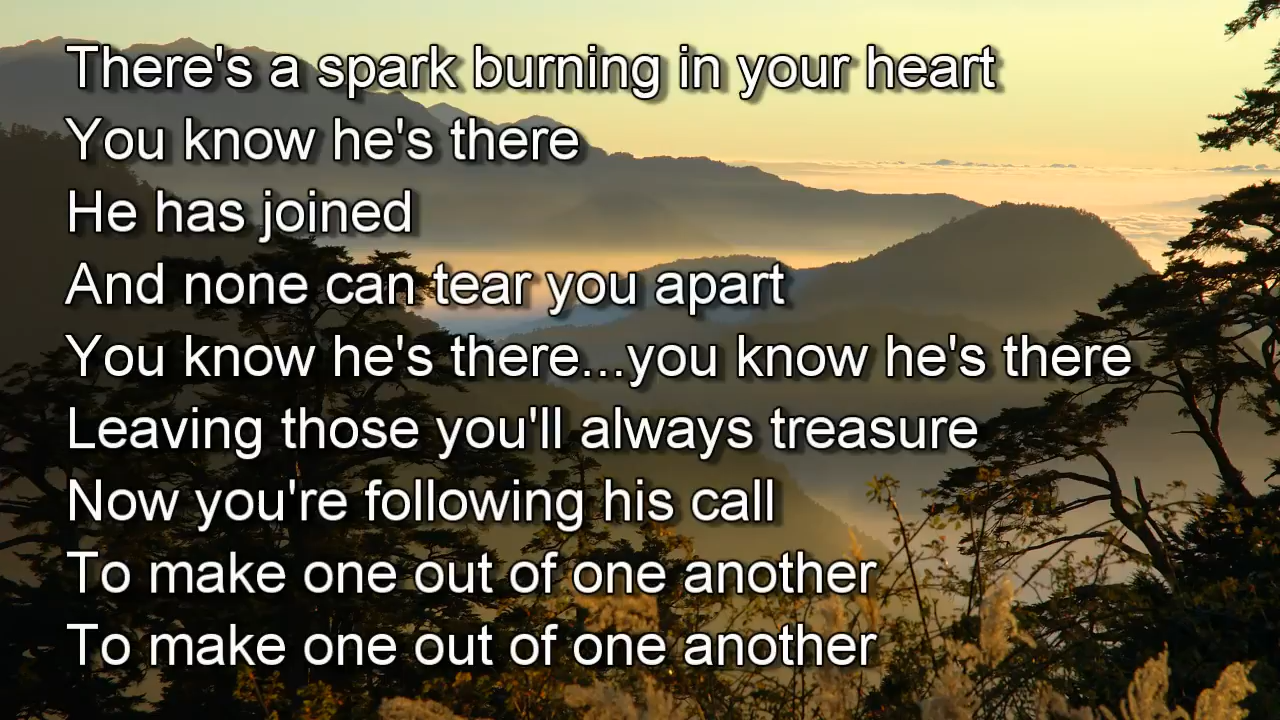 There's a spark burning in your heart
You know he's there
He has joined
And none can tear you apart
You know he's there...you know he's there
Leaving those you'll always treasure
Now you're following his call
To make one out of one another
To make one out of one another